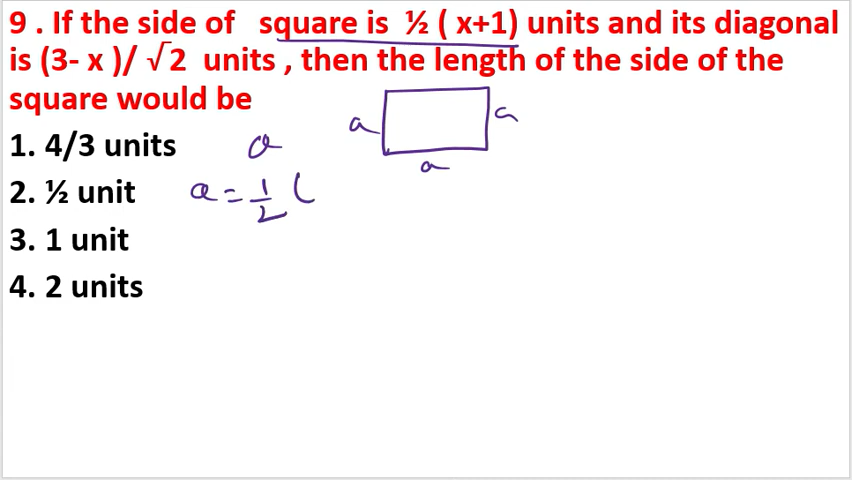 9 . If the side of square is ½ ( x+1) units and its diagonal
is (3- x )/ √2 units , then the length of the side of the
square would be
1. 4/3 units
2. ½ unit
3. 1 unit
4. 2 units
a
a
a
a
a = 1/2 (